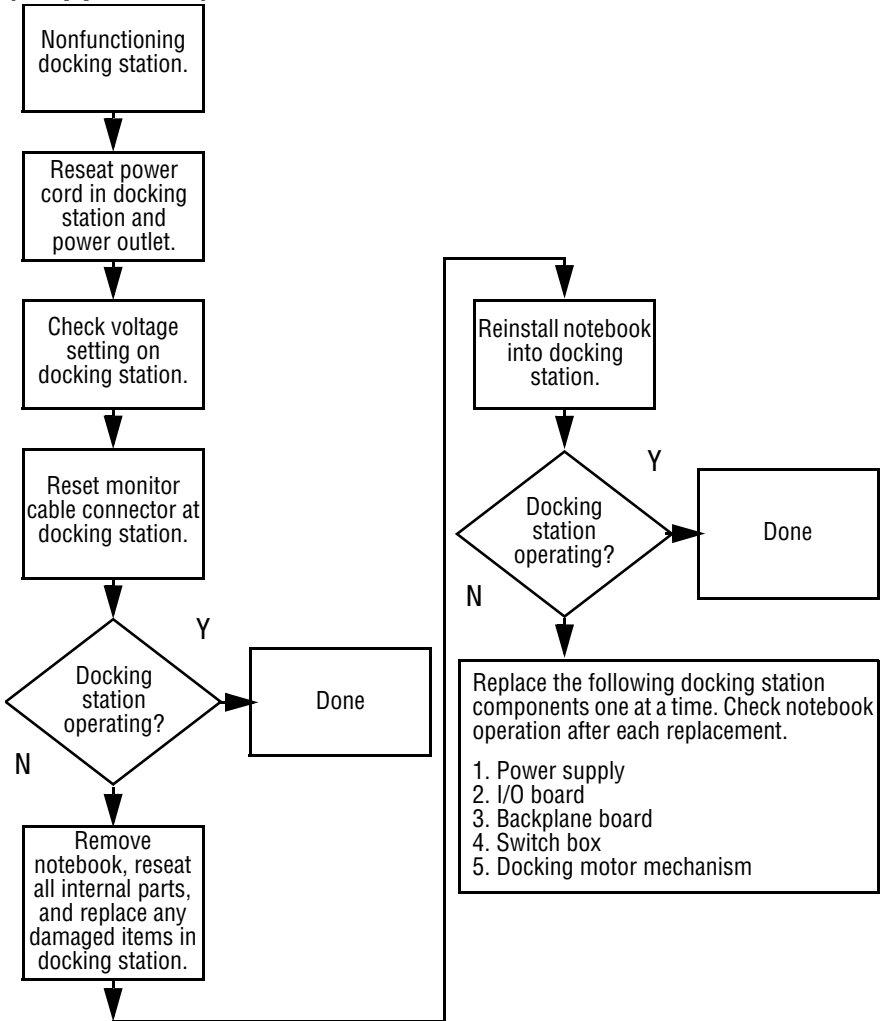 Nonfunctioning
docking station.
Reseat power
cord in docking
station and
power outlet.
Check voltage
setting on
docking station.
Reset monitor
cable connector at
docking station.
Docking
station
operating?
Y
N
Done
Remove
notebook, reseat
all internal parts,
and replace any
damaged items in
docking station.
Reinstall notebook
into docking
station.
Docking
station
operating?
Y
N
Done
Replace the following docking station
components one at a time. Check notebook
operation after each replacement.
1. Power supply
2. I/O board
3. Backplane board
4. Switch box
5. Docking motor mechanism